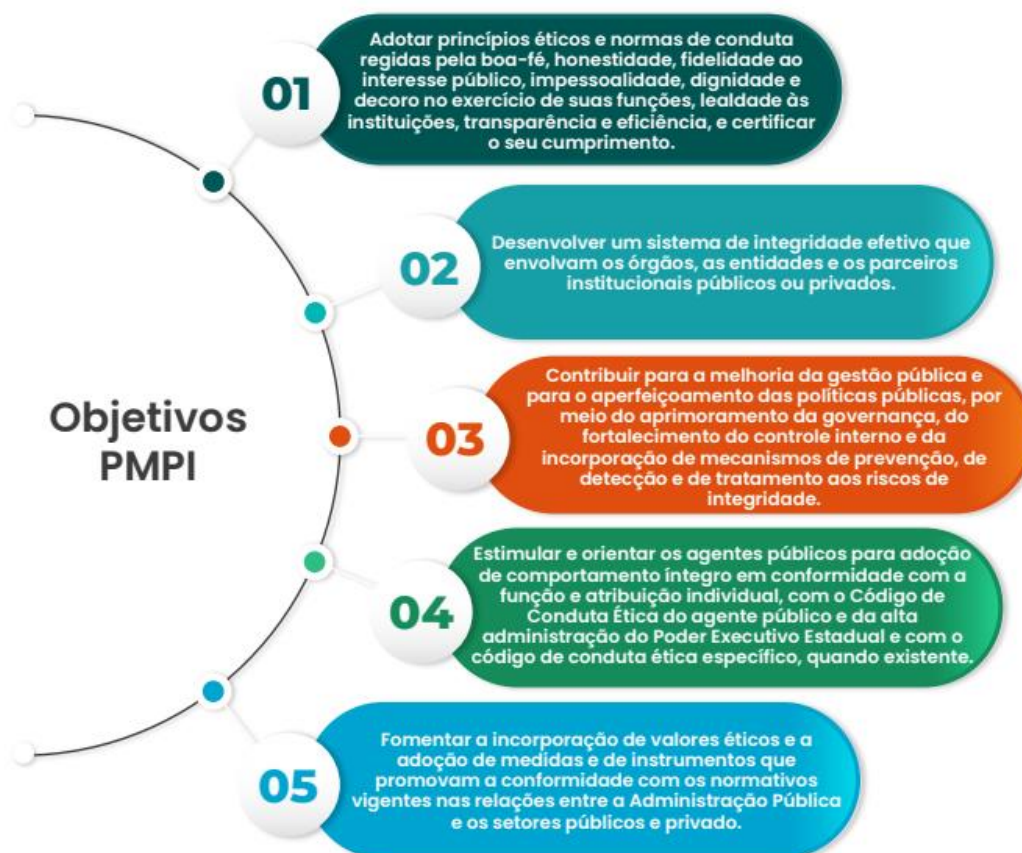 Objetivos
PMPI
01
Adotar princípios éticos e normas de conduta
regidas pela boa-fé, honestidade, fidelidade ao
interesse público, impessoalidade, dignidade e
decoro no exercício de suas funções, lealdade às
instituições, transparência e eficiência, e certificar
o seu cumprimento.
02
Desenvolver um sistema de integridade efetivo que
envolvam os órgãos, as entidades e os parceiros
institucionais públicos ou privados.
03
Contribuir para a melhoria da gestão pública e
para o aperfeiçoamento das políticas públicas, por
meio do aprimoramento da governança, do
fortalecimento do controle interno e da
incorporação de mecanismos de prevenção, de
detecção e de tratamento aos riscos de
integridade.
04
Estimular e orientar os agentes públicos para adoção
de comportamento íntegro em conformidade com a
função e atribuição individual, com o Código de
Conduta Ética do agente público e da alta
administração do Poder Executivo Estadual e com o
código de conduta ética específico, quando existente.
05
Fomentar a incorporação de valores éticos e a
adoção de medidas e de instrumentos que
promovam a conformidade com os normativos
vigentes nas relações entre a Administração Pública
e os setores públicos e privado.